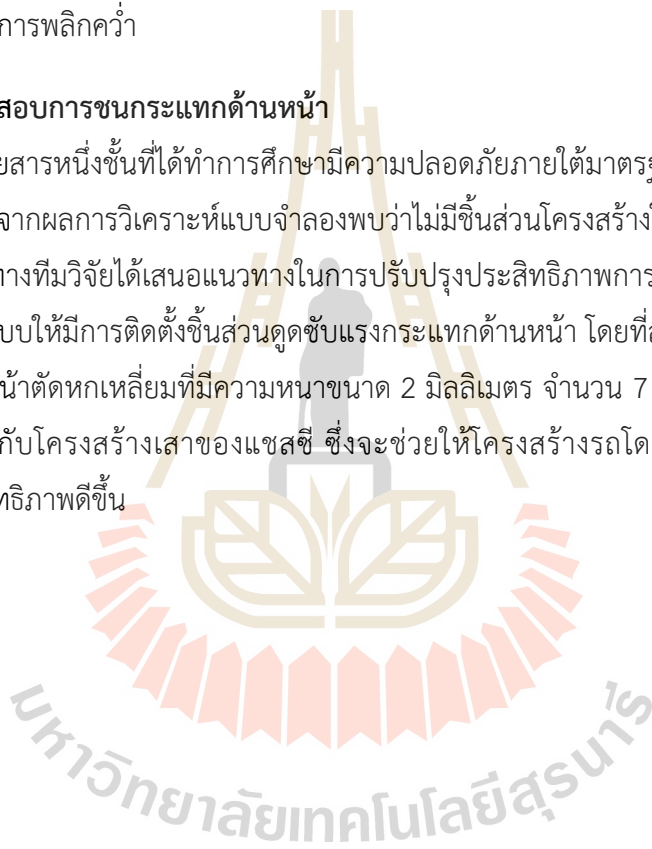 การพลิกคว่ำ
สอบการชนกระแทกด้านหน้า
ยสารหนึ่งชั้นที่ได้ทำการศึกษามีความปลอดภัยภายใต้มาตรฐ
จากผลการวิเคราะห์แบบจำลองพบว่าไม่มีชิ้นส่วนโครงสร้างใ
ทางทีมวิจัยได้เสนอแนวทางในการปรับปรุงประสิทธิภาพการ
บบให้มีการติดตั้งชิ้นส่วนดูดซับแรงกระแทกด้านหน้า โดยที่
น้าตัดหกเหลี่ยมที่มีความหนาขนาด 2 มิลลิเมตร จำนวน 7
กับโครงสร้างเสาของแชสซี ซึ่งจะช่วยให้โครงสร้างรถโด
ทธิภาพดีขึ้น
มหาวิทยาลัยเทคโนโลยีสุรนารี